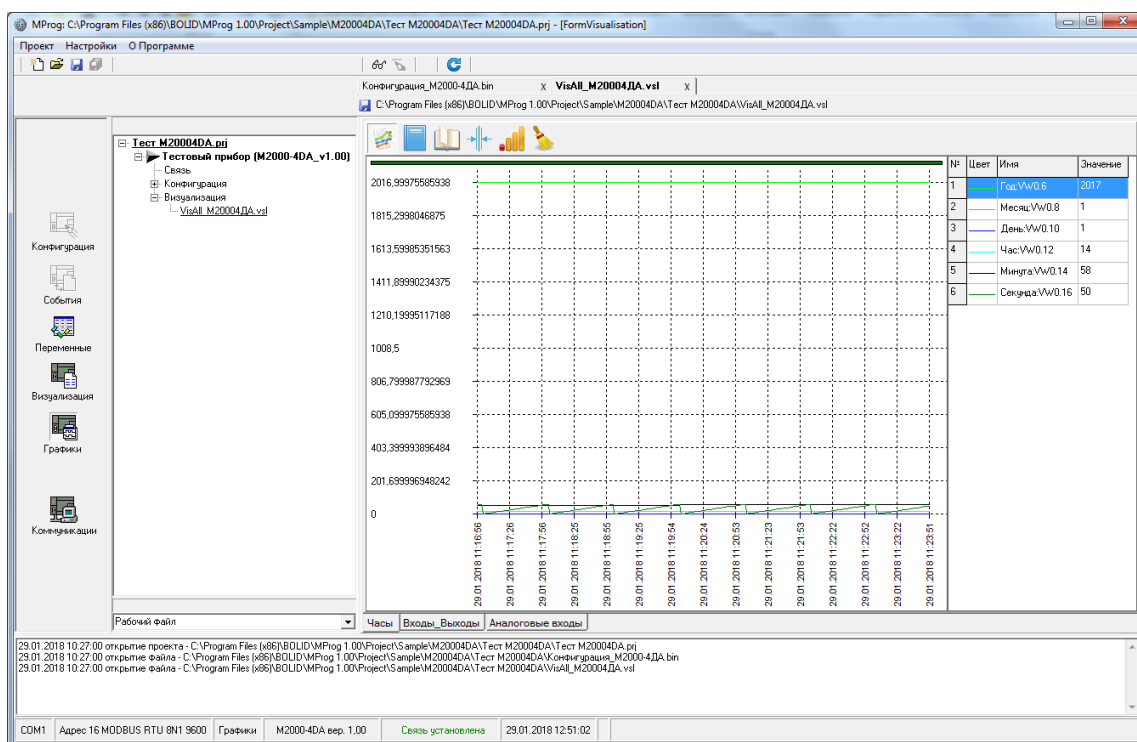 MProg: C:\Program Files (x86)\BOLID\MProg 1.00\Project\Sample\M20004DA\Тест M20004DA\Тест M20004DA.prj - [FormVisualisation]
Проект Настройки О Программе
Конфигурация_М2000-4ДА.bin x VisAll_M20004ДА.vsl x
C:\Program Files (x86)\BOLID\MProg 1.00\Project\Sample\M20004DA\Тест M20004DA\VisAll_M20004ДА.vsl
Конфигурация
События
Переменные
Визуализация
Графики
Коммуникации
Тест M20004DA.prj
Тестовый прибор (M2000-4DA_v1.00)
Связь
Конфигурация
Визуализация
VisAll_M20004ДА.vsl
Рабочий файл
2016,99975585938
1815,2998046875
1613,59985351563
1411,89990234375
1210,19995117188
1008,5
806,799987792969
605,099975585938
403,399993896484
201,699996948242
0
29.01.2018 11:16:56
29.01.2018 11:17:26
29.01.2018 11:17:56
29.01.2018 11:18:25
29.01.2018 11:18:55
29.01.2018 11:19:25
29.01.2018 11:19:54
29.01.2018 11:20:24
29.01.2018 11:20:53
29.01.2018 11:21:23
29.01.2018 11:21:53
29.01.2018 11:22:22
29.01.2018 11:22:52
29.01.2018 11:23:22
29.01.2018 11:23:51
№ Цвет Имя Значение
1 Год:VW0.6 2017
2 Месяц:VW0.8 1
3 День:VW0.10 1
4 Час:VW0.12 14
5 Минута:VW0.14 58
6 Секунда:VW0.16 50
Часы Входы_Выходы Аналоговые входы
29.01.2018 10:27:00 открытие проекта - C:\Program Files (x86)\BOLID\MProg 1.00\Project\Sample\M20004DA\Тест M20004DA\Тест M20004DA.prj
29.01.2018 10:27:00 открытие файла - C:\Program Files (x86)\BOLID\MProg 1.00\Project\Sample\M20004DA\Тест M20004DA\Конфигурация_М2000-4ДА.bin
29.01.2018 10:27:00 открытие файла - C:\Program Files (x86)\BOLID\MProg 1.00\Project\Sample\M20004DA\Тест M20004DA\VisAll_M20004ДА.vsl
COM1 Адрес 16 MODBUS RTU 8N1 9600 Графики M2000-4DA вер. 1,00 Связь установлена 29.01.2018 12:51:02